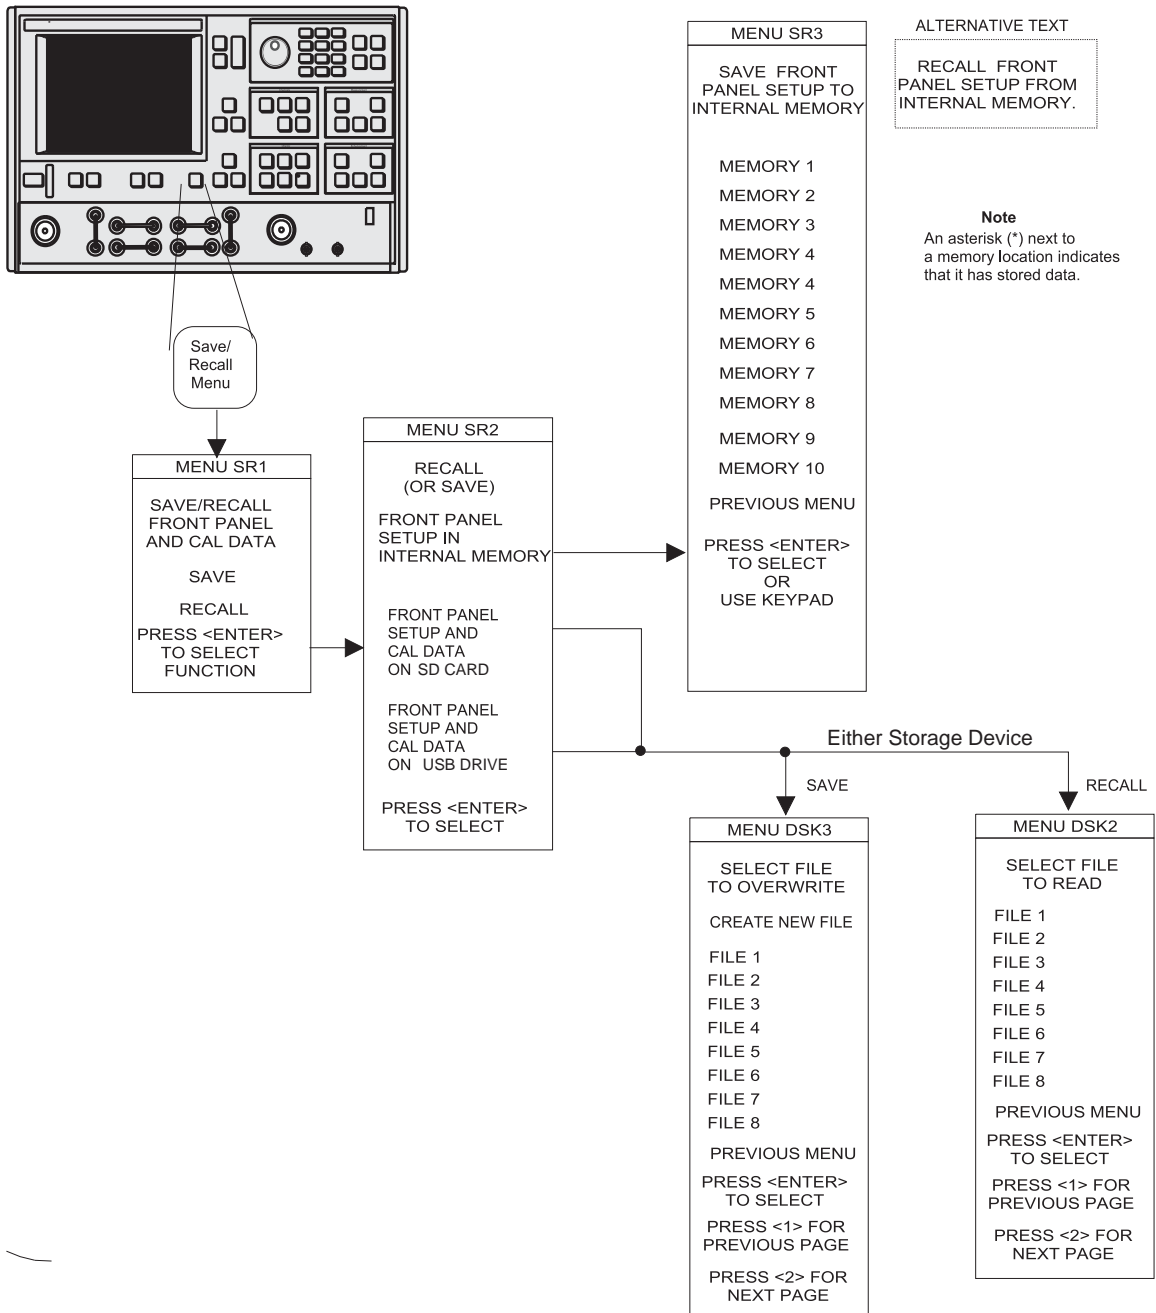 Save/
Recall
Menu
MENU SR1
SAVE/RECALL
FRONT PANEL
AND CAL DATA
SAVE
RECALL
PRESS <ENTER>
TO SELECT
FUNCTION
MENU SR2
RECALL
(OR SAVE)
FRONT PANEL
SETUP IN
INTERNAL MEMORY
FRONT PANEL
SETUP AND
CAL DATA
ON SD CARD
FRONT PANEL
SETUP AND
CAL DATA
ON USB DRIVE
PRESS <ENTER>
TO SELECT
MENU SR3
SAVE FRONT
PANEL SETUP TO
INTERNAL MEMORY
MEMORY 1
MEMORY 2
MEMORY 3
MEMORY 4
MEMORY 4
MEMORY 5
MEMORY 6
MEMORY 7
MEMORY 8
MEMORY 9
MEMORY 10
PREVIOUS MENU
PRESS <ENTER>
TO SELECT
OR
USE KEYPAD
ALTERNATIVE TEXT
RECALL FRONT
PANEL SETUP FROM
INTERNAL MEMORY.
Note
An asterisk (*) next to
a memory location indicates
that it has stored data.
Either Storage Device
SAVE
RECALL
MENU DSK3
SELECT FILE
TO OVERWRITE
CREATE NEW FILE
FILE 1
FILE 2
FILE 3
FILE 4
FILE 5
FILE 6
FILE 7
FILE 8
PREVIOUS MENU
PRESS <ENTER>
TO SELECT
PRESS <1> FOR
PREVIOUS PAGE
PRESS <2> FOR
NEXT PAGE
MENU DSK2
SELECT FILE
TO READ
FILE 1
FILE 2
FILE 3
FILE 4
FILE 5
FILE 6
FILE 7
FILE 8
PREVIOUS MENU
PRESS <ENTER>
TO SELECT
PRESS <1> FOR
PREVIOUS PAGE
PRESS <2> FOR
NEXT PAGE